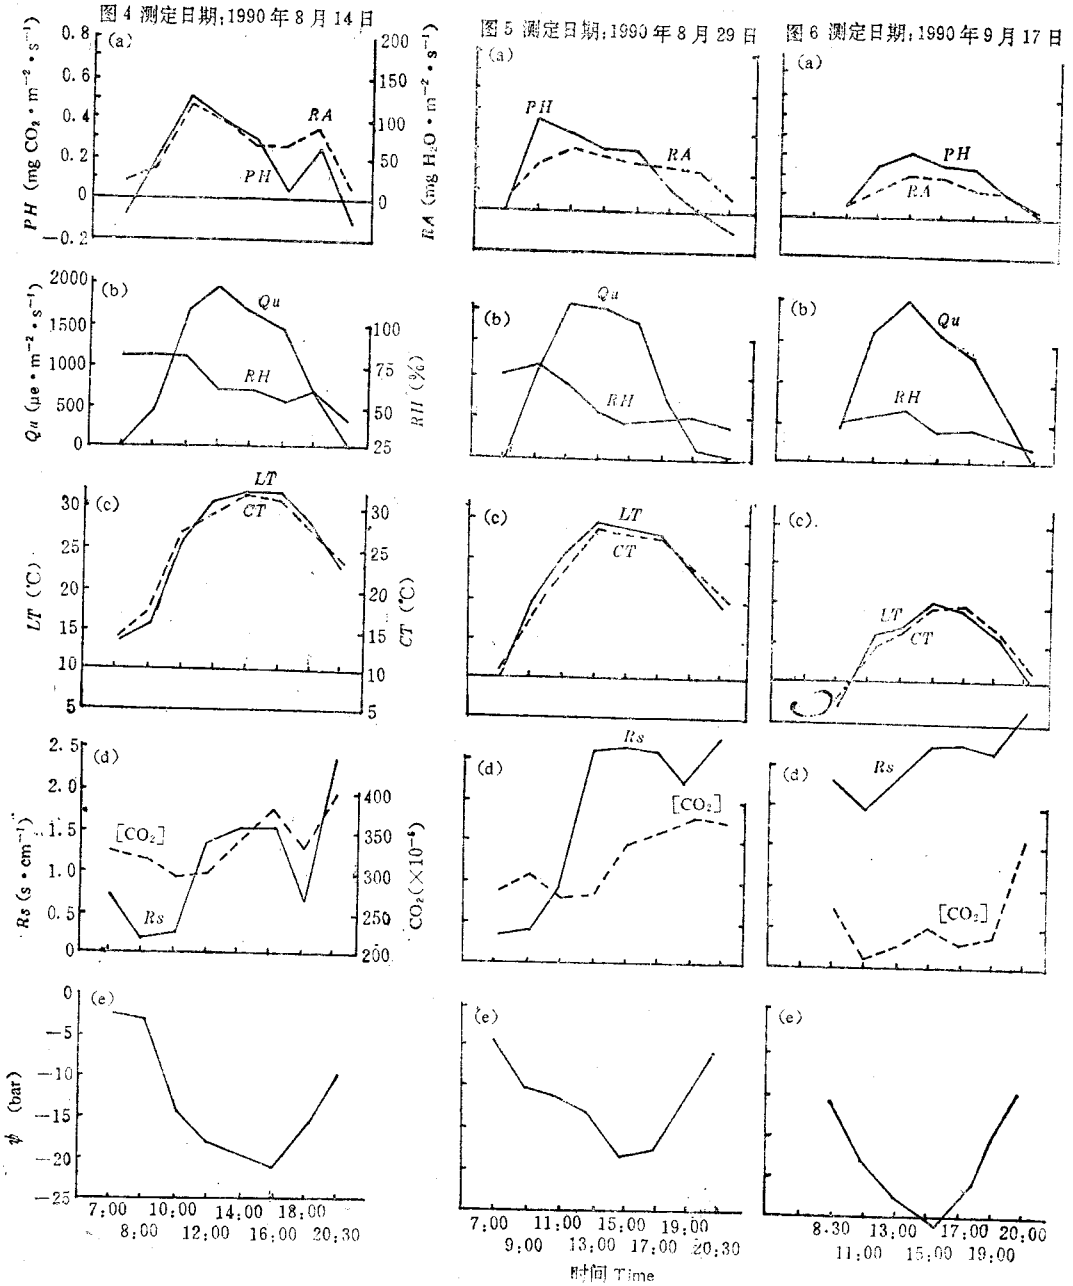 图 4 测定日期:1990 年 8 月 14 日
图 5 测定日期:1990 年 8 月 29 日
图 6 测定日期:1990 年 9 月 17 日
(a)
PH (mg CO₂ • m⁻² • s⁻¹)
0.8
0.6
0.4
0.2
0
−0.2
RA
PH
200
150
100
50
0
RA (mg H₂O • m⁻² • s⁻¹)
(a)
PH
RA
(a)
PH
RA
(b)
Qu (μe • m⁻² • s⁻¹)
2000
1500
1000
500
0
Qu
RH
100
75
50
25
RH (%)
(b)
Qu
RH
(b)
Qu
RH
(c)
LT (℃)
30
25
20
15
10
5
LT
CT
30
25
20
15
10
5
CT (℃)
(c)
LT
CT
(c).
LT
CT
(d)
Rs (s • cm⁻¹)
2.5
2.0
1.5
1.0
0.5
0
[CO₂]
Rs
400
350
300
250
200
CO₂(×10⁻⁶)
(d)
Rs
[CO₂]
(d)
Rs
[CO₂]
(e)
ψ (bar)
0
−5
−10
−15
−20
−25
(e)
(e)
7:00 10:00 14:00 18:00
8:00 12:00 16:00 20:30
7:00 11:00 15:00 19:00
9:00 13:00 17:00 20:30
8.30 13:00 17:00 20:00
11:00 15:00 19:00
时间 Time